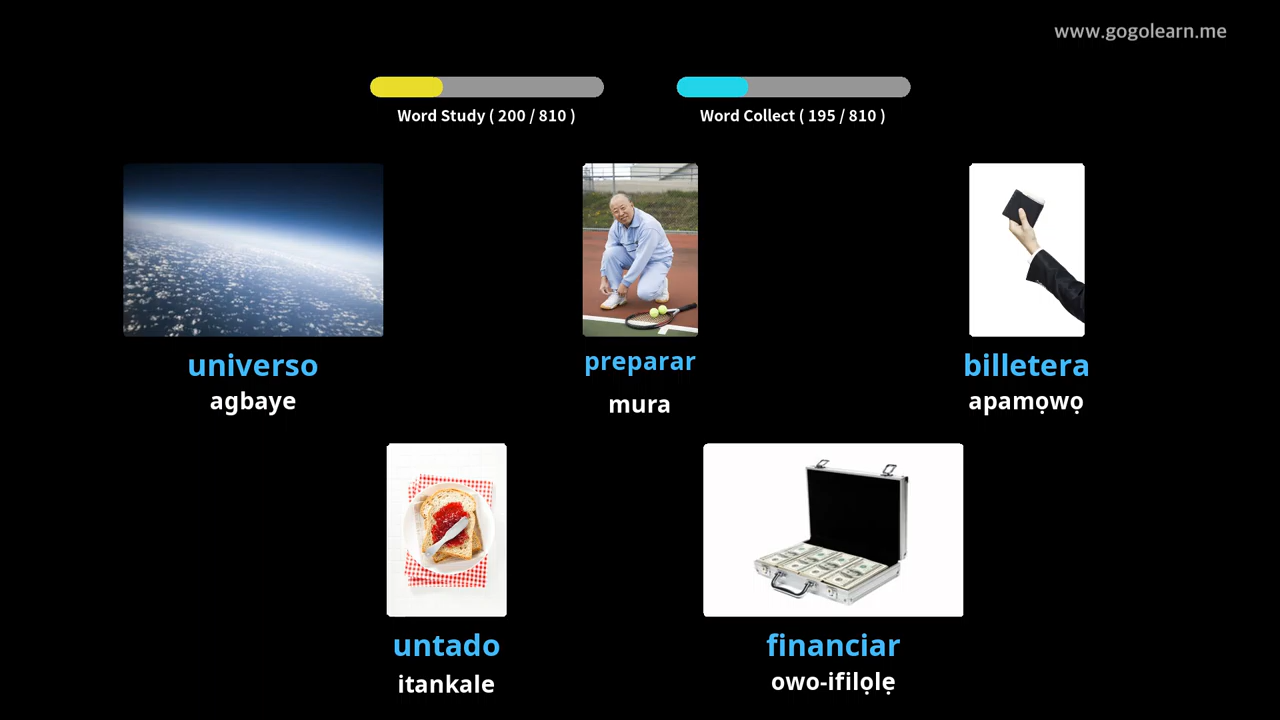 www.gogolearn.me
Word Study ( 200 / 810 )
Word Collect ( 195 / 810 )
universo
agbaye
preparar
mura
billetera
apamọwọ
untado
itankale
financiar
owo-ifilọlẹ